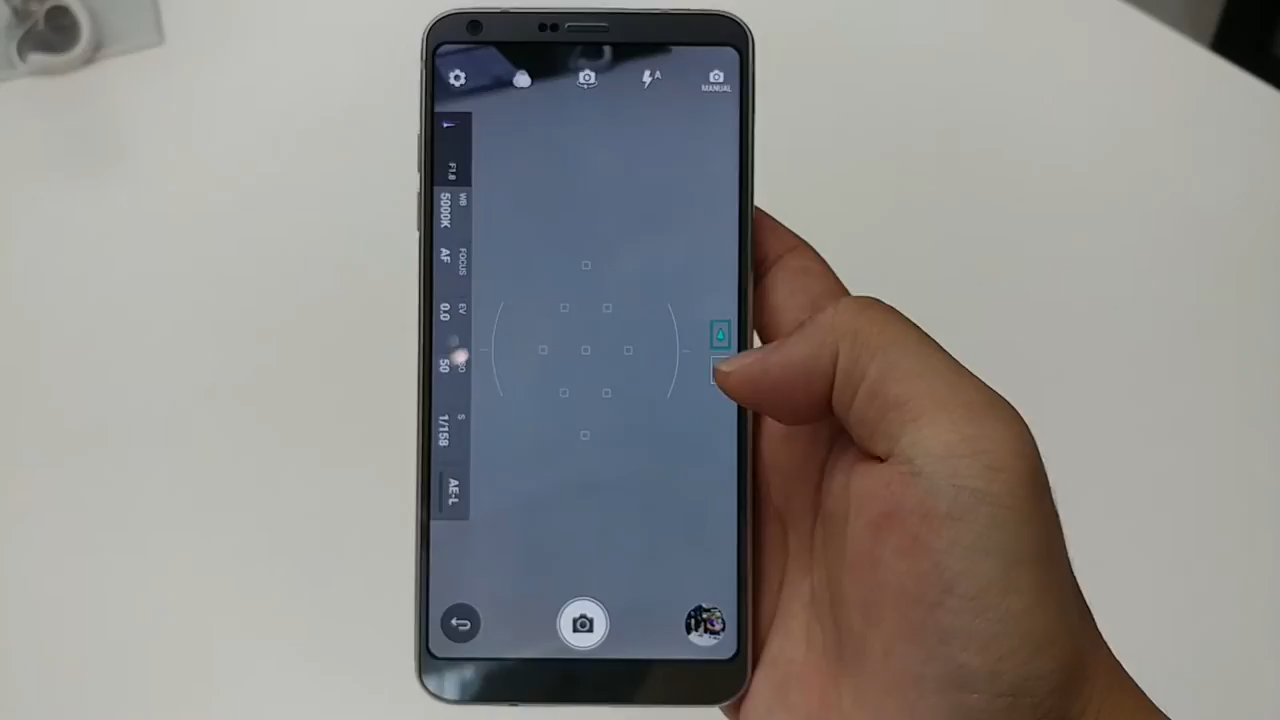 A
MANUAL
F1.8
WB
5000K
FOCUS
AF
EV
0.0
50
S
1/158
AE-L